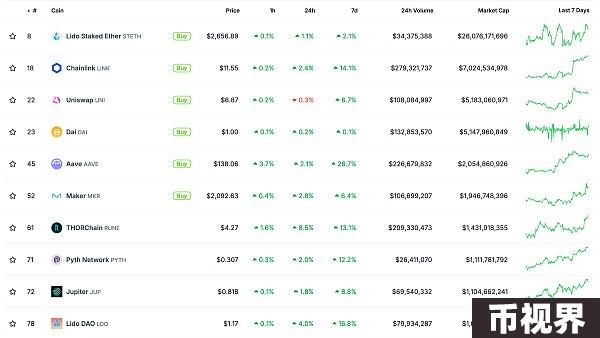 # Coin Price 1h 24h 7d 24h Volume Market Cap Last 7 Days
8 Lido Staked Ether STETH Buy $2,656.89 0.1% 1.1% 2.1% $34,375,388 $26,076,171,696
18 Chainlink LINK Buy $11.55 0.2% 2.4% 14.1% $279,321,737 $7,024,534,978
22 Uniswap UNI Buy $6.87 0.2% 0.3% 6.7% $108,084,997 $5,183,060,971
23 Dai DAI Buy $1.00 0.1% 0.2% 0.1% $132,853,570 $5,147,960,849
45 Aave AAVE Buy $138.06 3.7% 2.1% 26.7% $226,679,832 $2,054,860,926
52 Maker MKR Buy $2,092.63 0.4% 2.8% 6.4% $106,699,207 $1,946,748,396
61 THORChain RUNE $4.27 1.6% 8.5% 13.1% $209,330,473 $1,431,918,355
71 Pyth Network PYTH $0.307 0.3% 2.0% 12.2% $26,411,070 $1,111,781,792
72 Jupiter JUP $0.818 0.1% 1.8% 8.8% $69,540,332 $1,104,662,241
78 Lido DAO LDO $1.17 0.1% 4.0% 16.8% $79,934,287
币视界